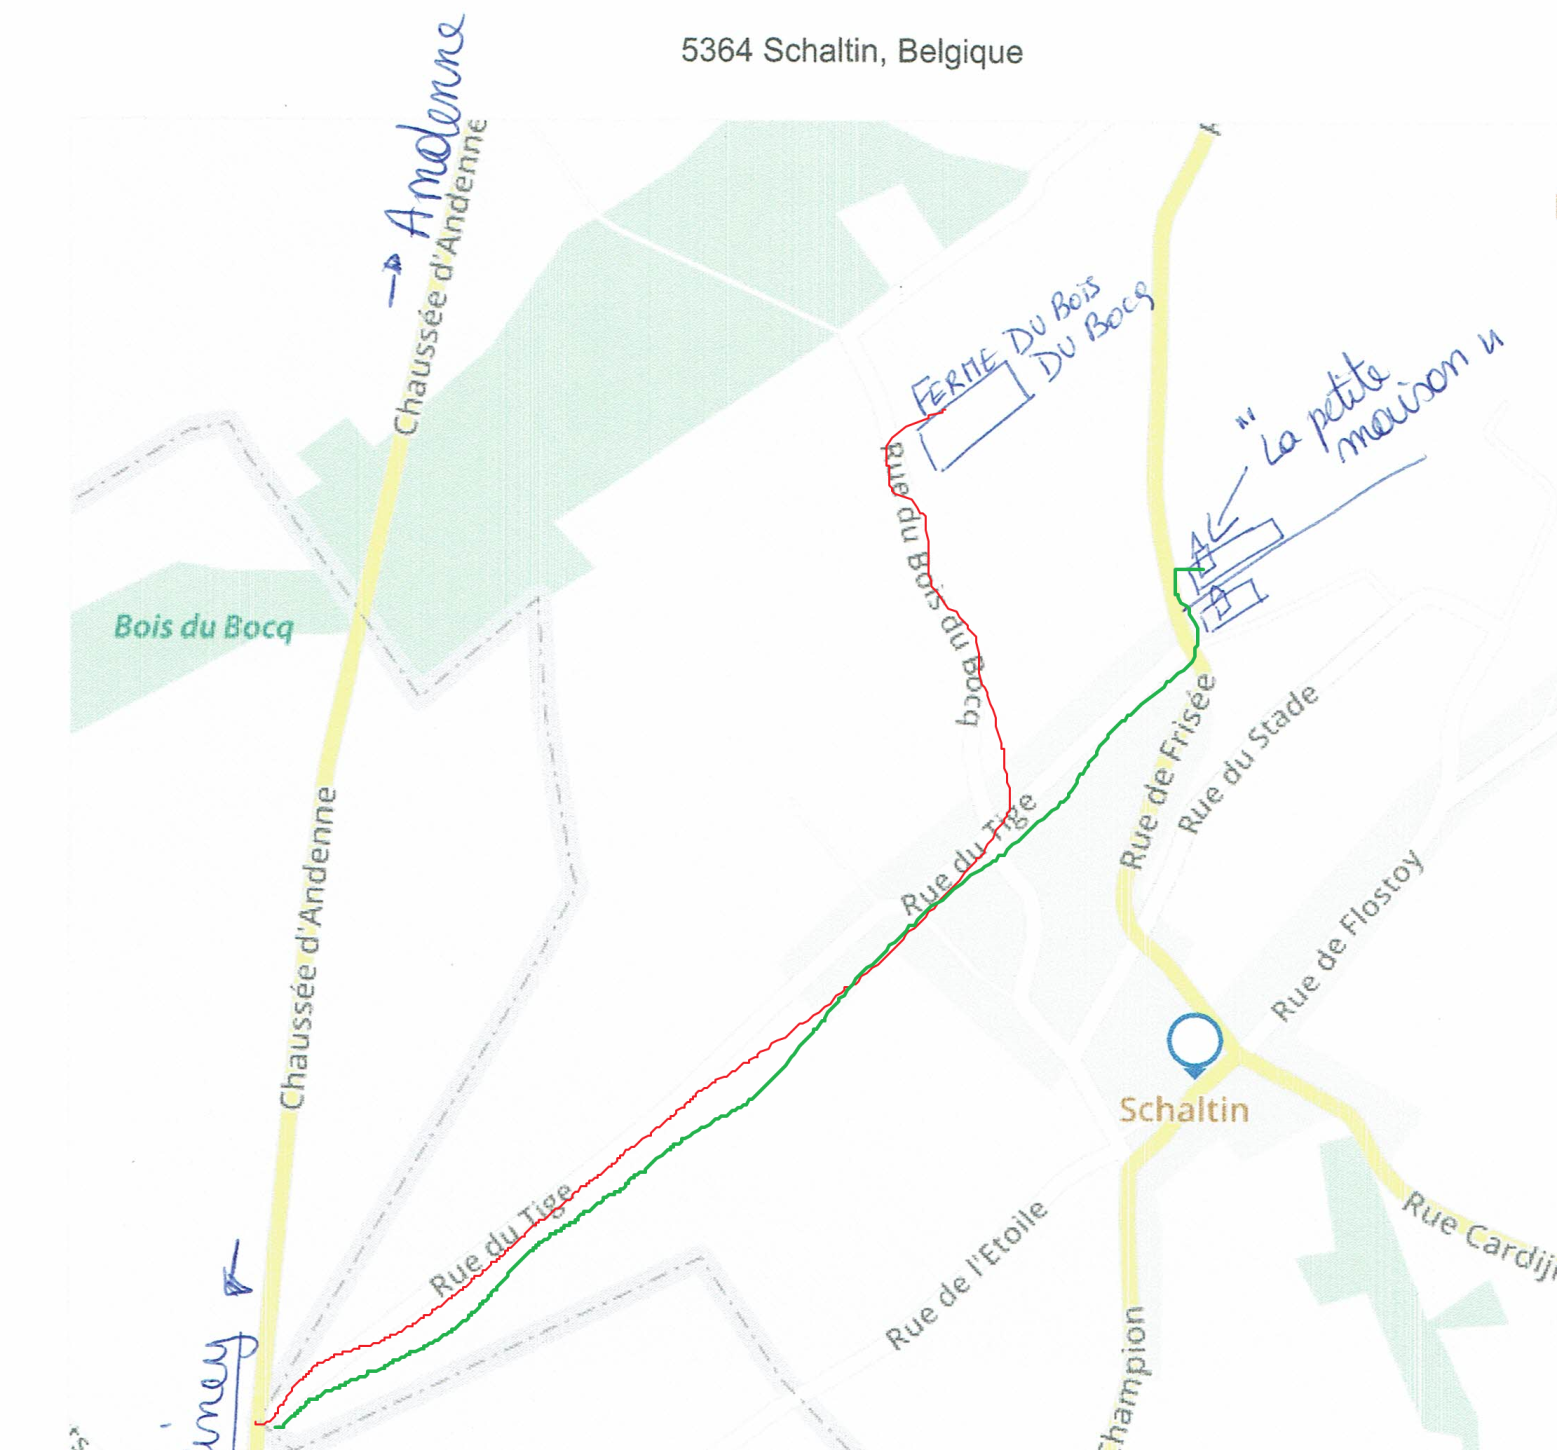 5364 Schaltin, Belgique
→ Andenne
Chaussée d'Andenne
FERME DU BOIS
DU BOCQ
"La petite
maison"
Rue du Bois du Bocq
Bois du Bocq
Rue de Frisée
Rue du Stade
Rue du Tige
Chaussée d'Andenne
Rue de Flostoy
Schaltin
Rue du Tige
Rue de l'Etoile
Rue Cardij
Champion
iney